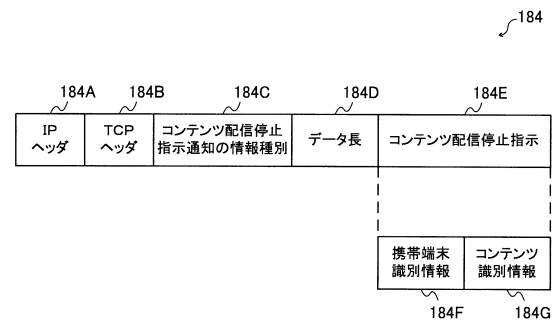 184
184A
184B
184C
184D
184E
IP
ヘッダ
TCP
ヘッダ
コンテンツ配信停止
指示通知の情報種別
データ長
コンテンツ配信停止指示
携帯端末
識別情報
コンテンツ
識別情報
184F
184G